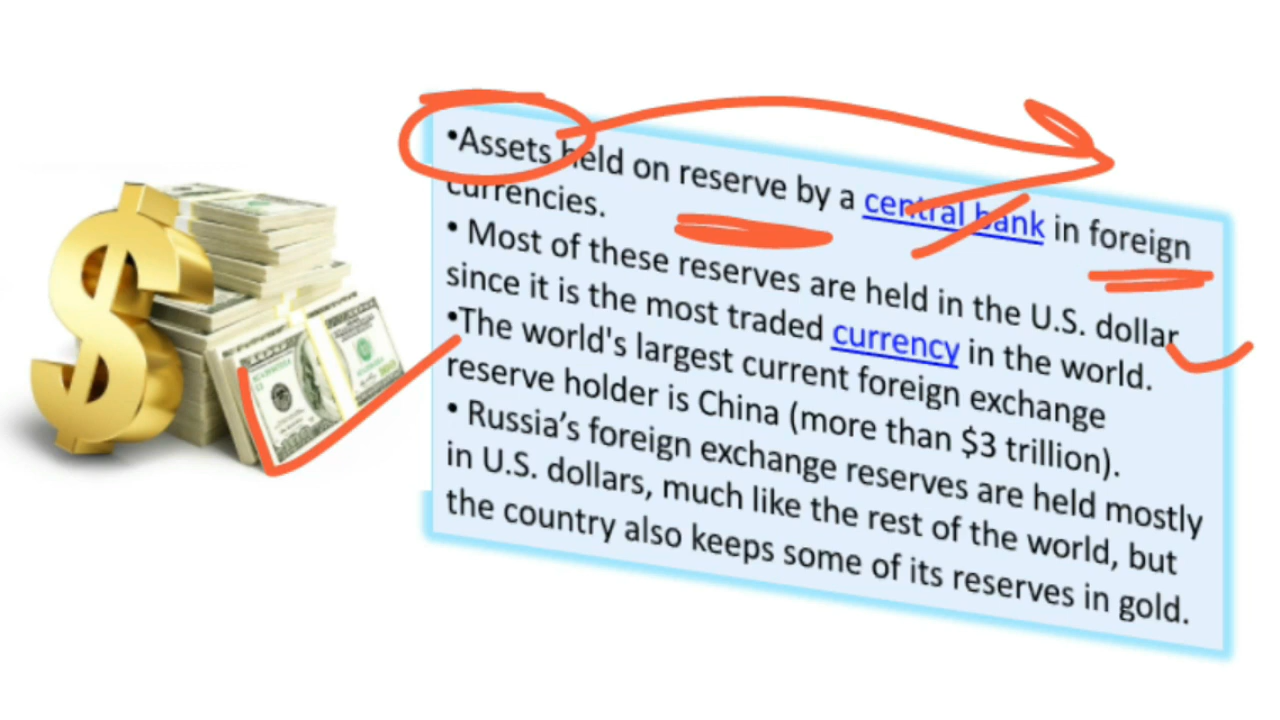 •Assets held on reserve by a central bank in foreign
currencies.
• Most of these reserves are held in the U.S. dollar
since it is the most traded currency in the world.
•The world's largest current foreign exchange
reserve holder is China (more than $3 trillion).
• Russia’s foreign exchange reserves are held mostly
in U.S. dollars, much like the rest of the world, but
the country also keeps some of its reserves in gold.